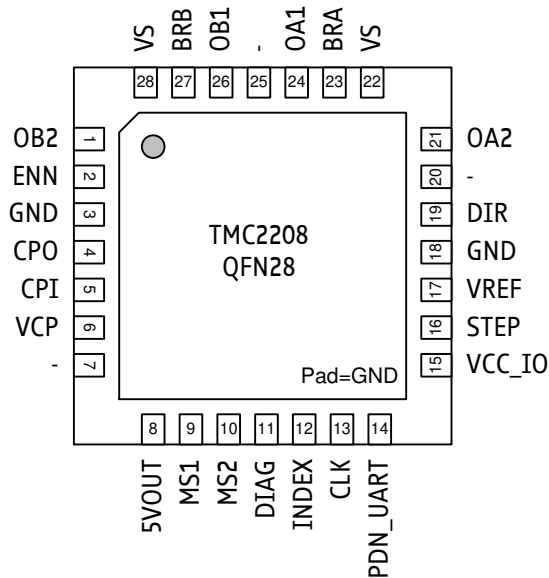 VS
BRB
OB1
-
OA1
BRA
VS
28
27
26
25
24
23
22
OB2 1
ENN 2
GND 3
CPO 4
CPI 5
VCP 6
- 7
TMC2208
QFN28
Pad=GND
21 OA2
20 -
19 DIR
18 GND
17 VREF
16 STEP
15 VCC_IO
8
9
10
11
12
13
14
5VOUT
MS1
MS2
DIAG
INDEX
CLK
PDN_UART